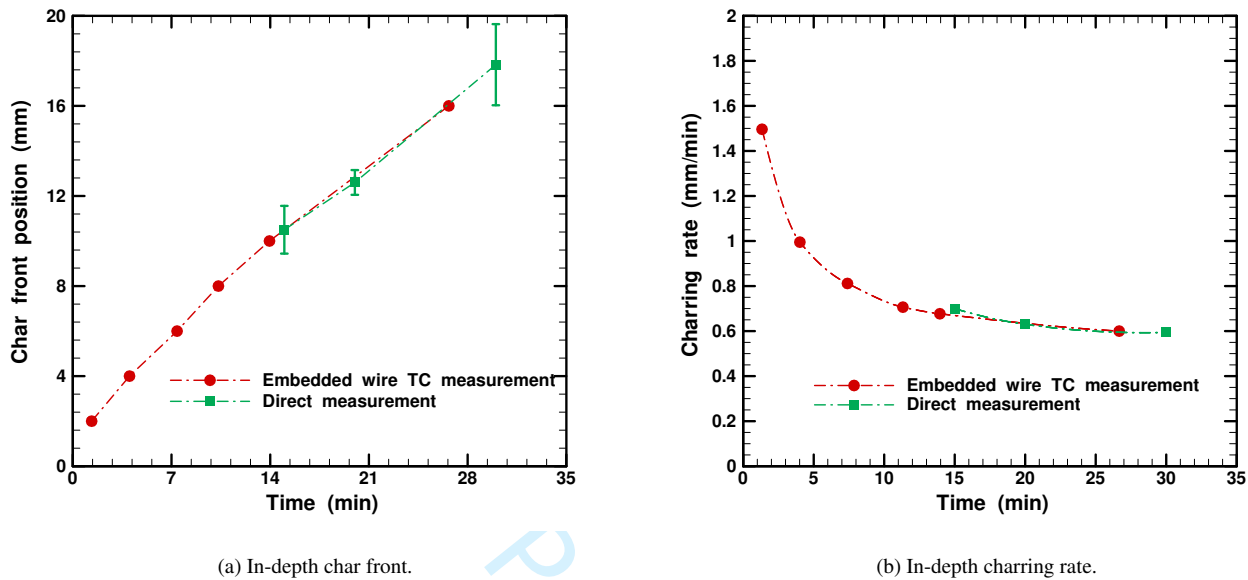 20
16
12
8
4
0
0 7 14 21 28 35
Char front position (mm)
Time (min)
Embedded wire TC measurement
Direct measurement
(a) In-depth char front.
2
1.8
1.6
1.4
1.2
1
0.8
0.6
0.4
0.2
0
0 5 10 15 20 25 30 35
Charring rate (mm/min)
Time (min)
Embedded wire TC measurement
Direct measurement
(b) In-depth charring rate.
P